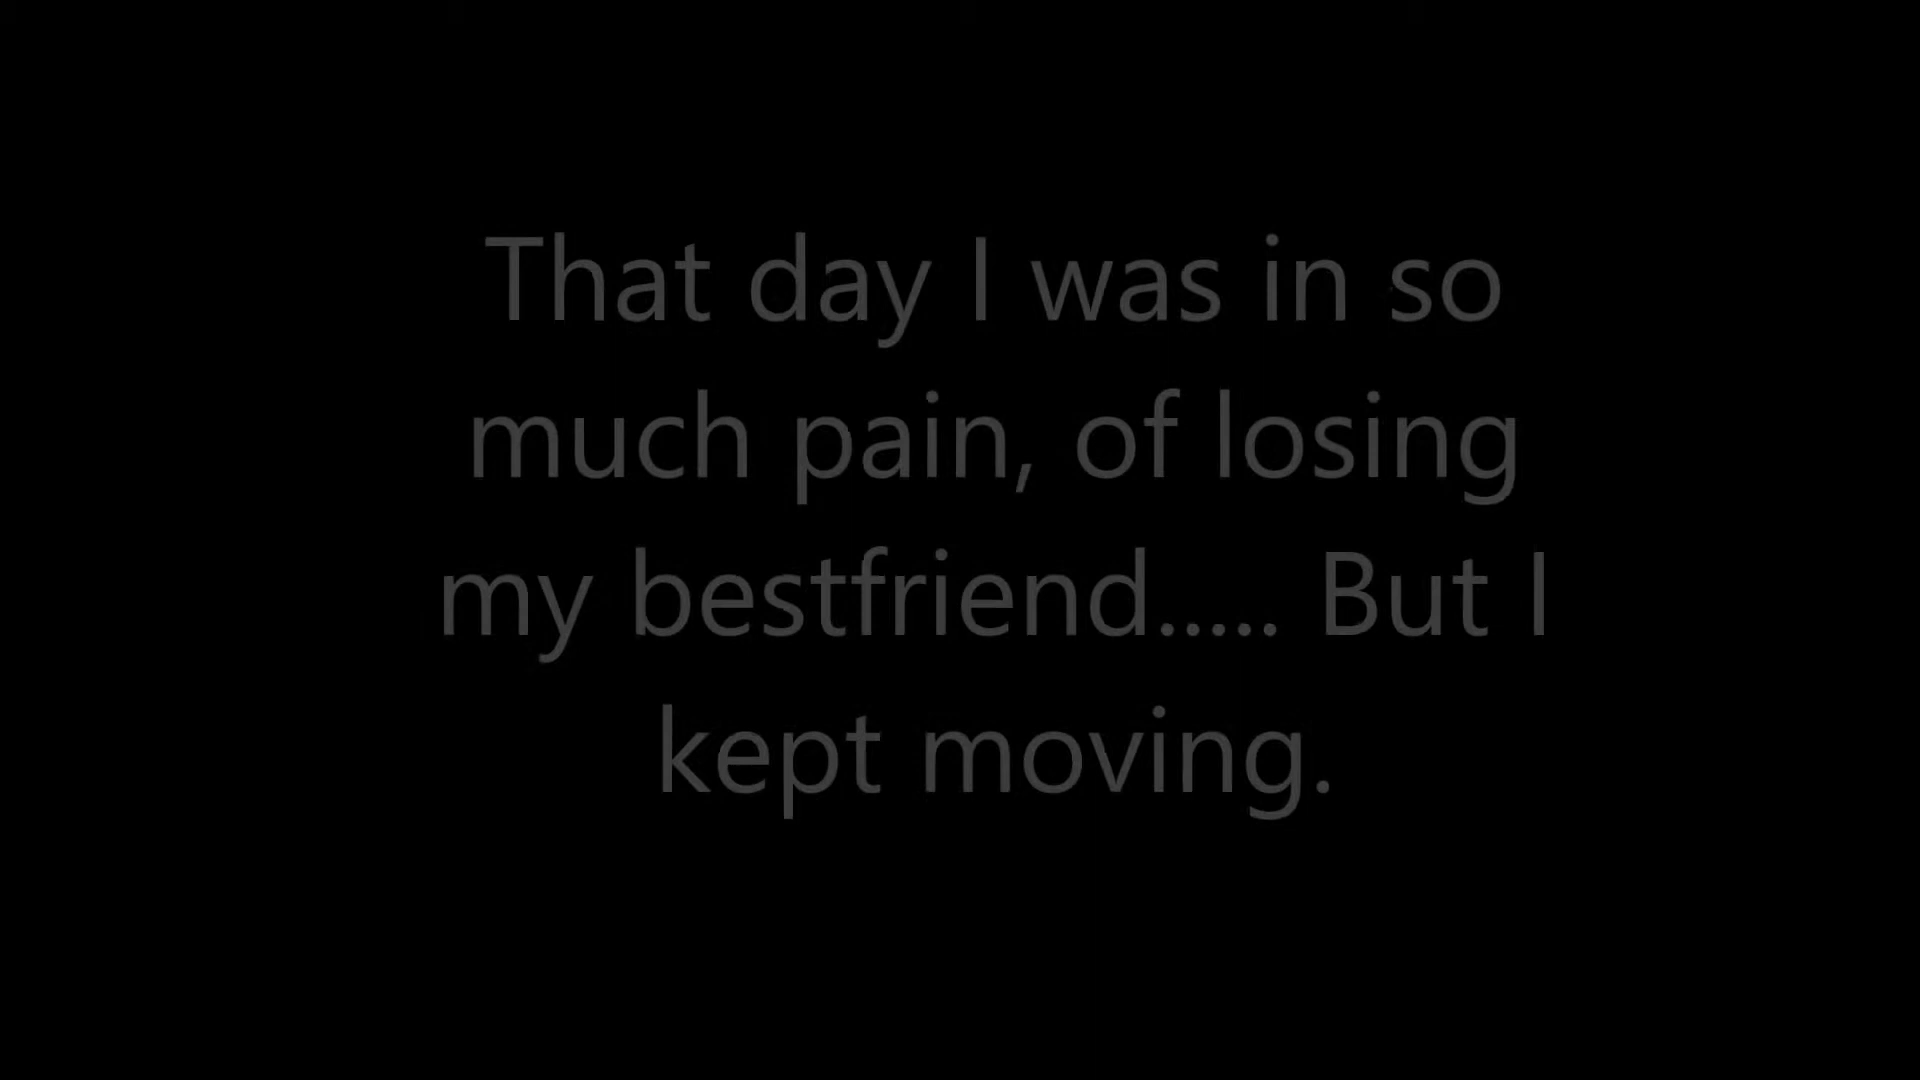 That day I was in so
much pain, of losing
my bestfriend..... But I
kept moving.